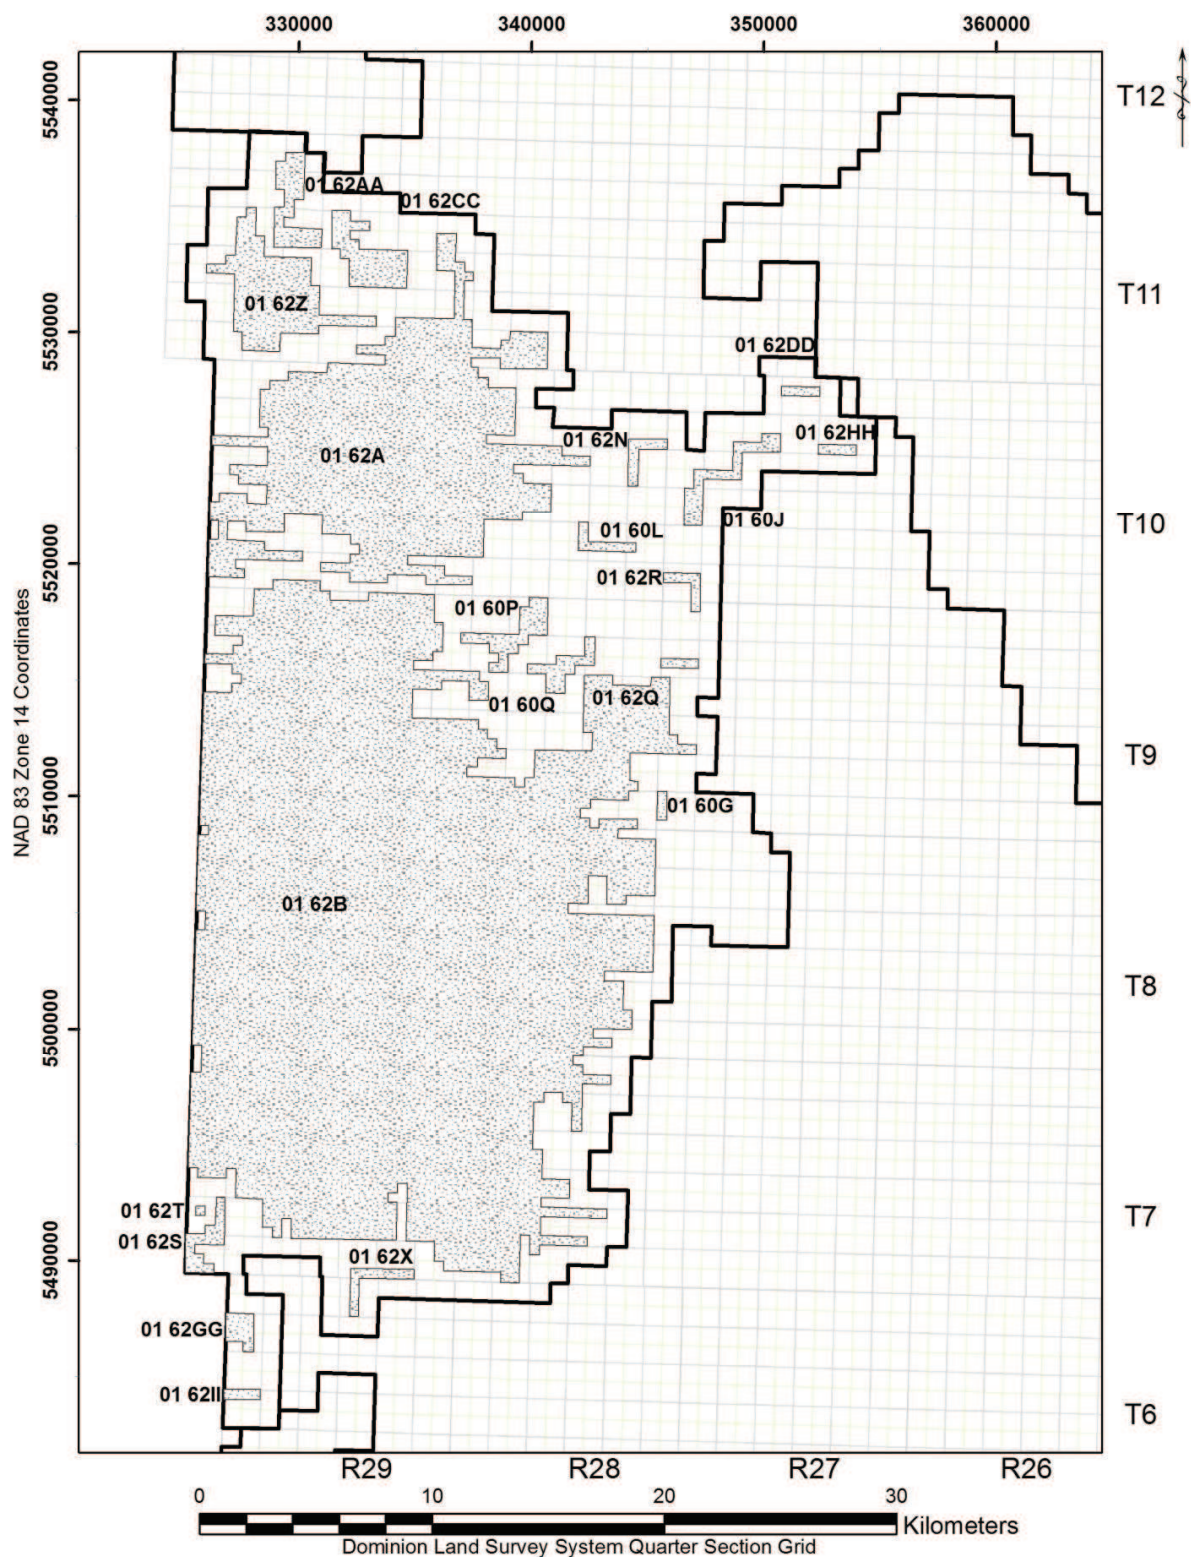 330000 340000 350000 360000
5540000
T12
01 62AA
01 62CC
T11
01 62Z
5530000
01 62DD
01 62N
01 62HH
01 62A
01 60J
T10
01 60L
5520000
01 62R
01 60P
01 62Q
01 60Q
NAD 83 Zone 14 Coordinates
T9
5510000
01 60G
01 62B
T8
5500000
01 62T
T7
01 62S
5490000
01 62X
01 62GG
01 62II
T6
R29 R28 R27 R26
0 10 20 30
Kilometers
Dominion Land Survey System Quarter Section Grid